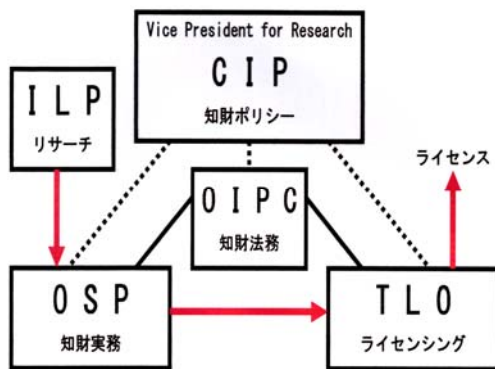 Vice President for Research
CIP
知財ポリシー
ILP
リサーチ
ライセンス
OIPC
知財法務
OSP
知財実務
TLO
ライセンシング